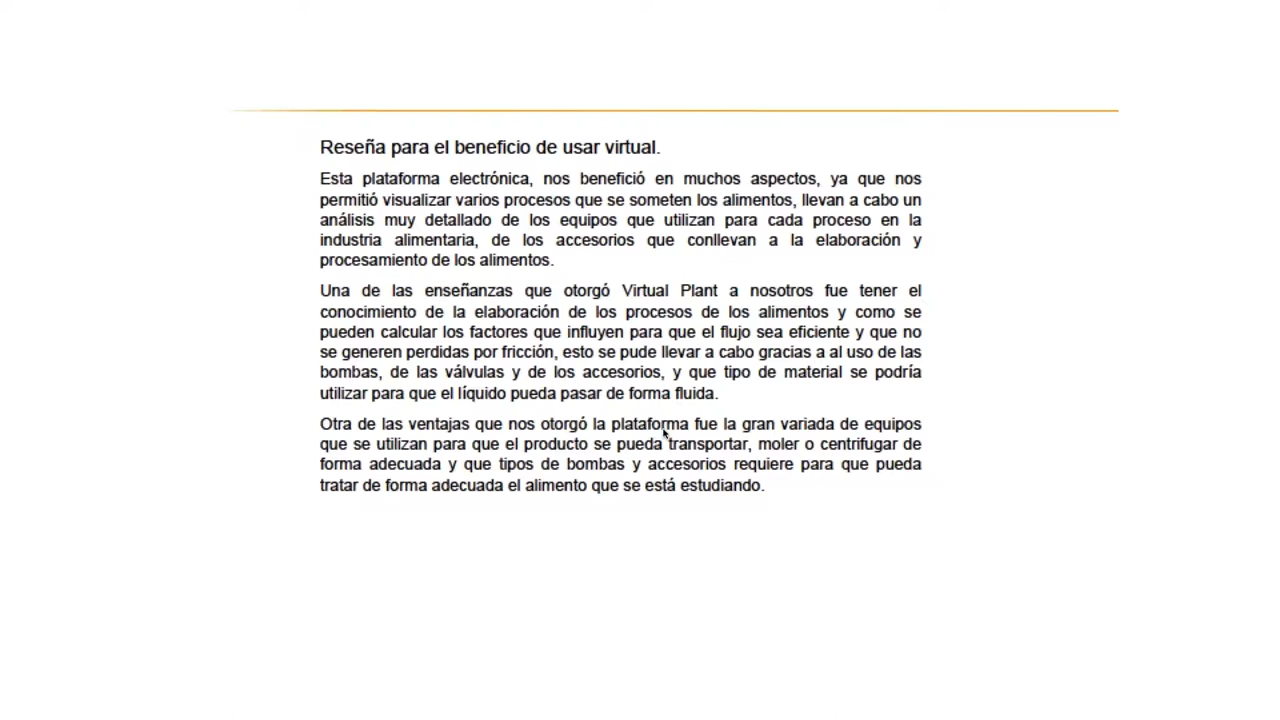 Reseña para el beneficio de usar virtual.
Esta plataforma electrónica, nos benefició en muchos aspectos, ya que nos
permitió visualizar varios procesos que se someten los alimentos, llevan a cabo un
análisis muy detallado de los equipos que utilizan para cada proceso en la
industria alimentaria, de los accesorios que conllevan a la elaboración y
procesamiento de los alimentos.
Una de las enseñanzas que otorgó Virtual Plant a nosotros fue tener el
conocimiento de la elaboración de los procesos de los alimentos y como se
pueden calcular los factores que influyen para que el flujo sea eficiente y que no
se generen perdidas por fricción, esto se pude llevar a cabo gracias a al uso de las
bombas, de las válvulas y de los accesorios, y que tipo de material se podría
utilizar para que el líquido pueda pasar de forma fluida.
Otra de las ventajas que nos otorgó la plataforma fue la gran variada de equipos
que se utilizan para que el producto se pueda transportar, moler o centrifugar de
forma adecuada y que tipos de bombas y accesorios requiere para que pueda
tratar de forma adecuada el alimento que se está estudiando.